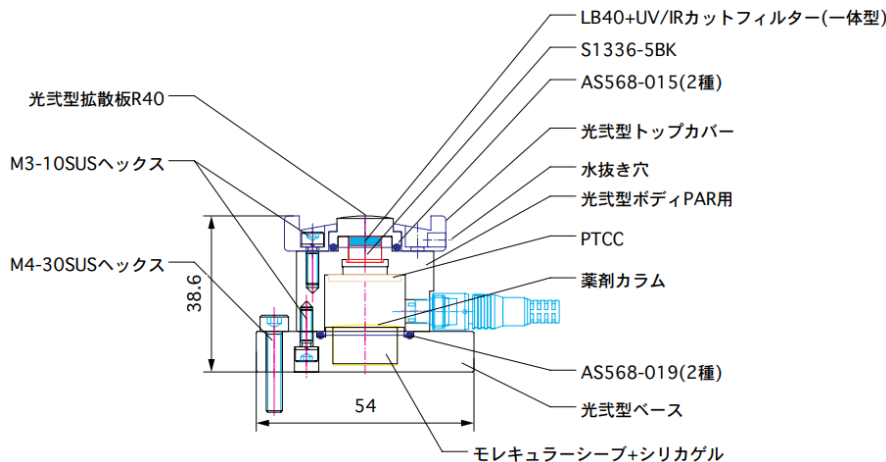 LB40+UV/IRカットフィルター(一体型)
S1336-5BK
AS568-015(2種)
光弐型拡散板R40
光弐型トップカバー
M3-10SUSヘックス
水抜き穴
光弐型ボディPAR用
PTCC
M4-30SUSヘックス
薬剤カラム
38.6
AS568-019(2種)
54
光弐型ベース
モレキュラーシーブ+シリカゲル